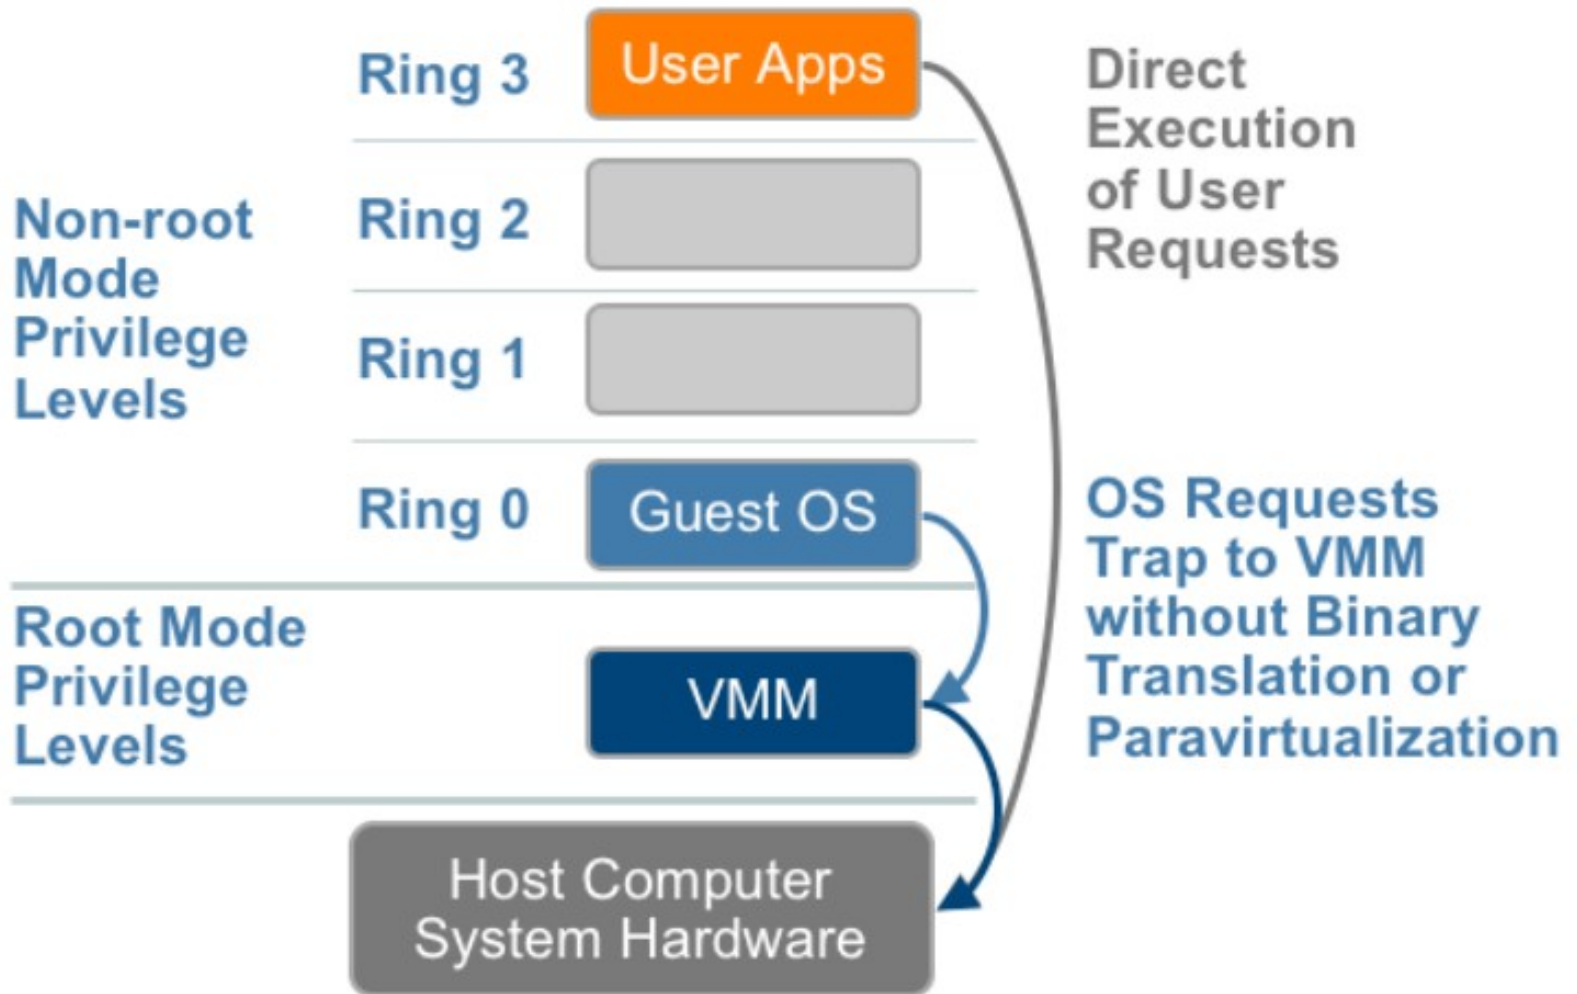 Ring 3
User Apps
Direct
Execution
of User
Requests
Non-root
Mode
Privilege
Levels
Ring 2
Ring 1
Ring 0
Guest OS
OS Requests
Trap to VMM
without Binary
Translation or
Paravirtualization
Root Mode
Privilege
Levels
VMM
Host Computer
System Hardware